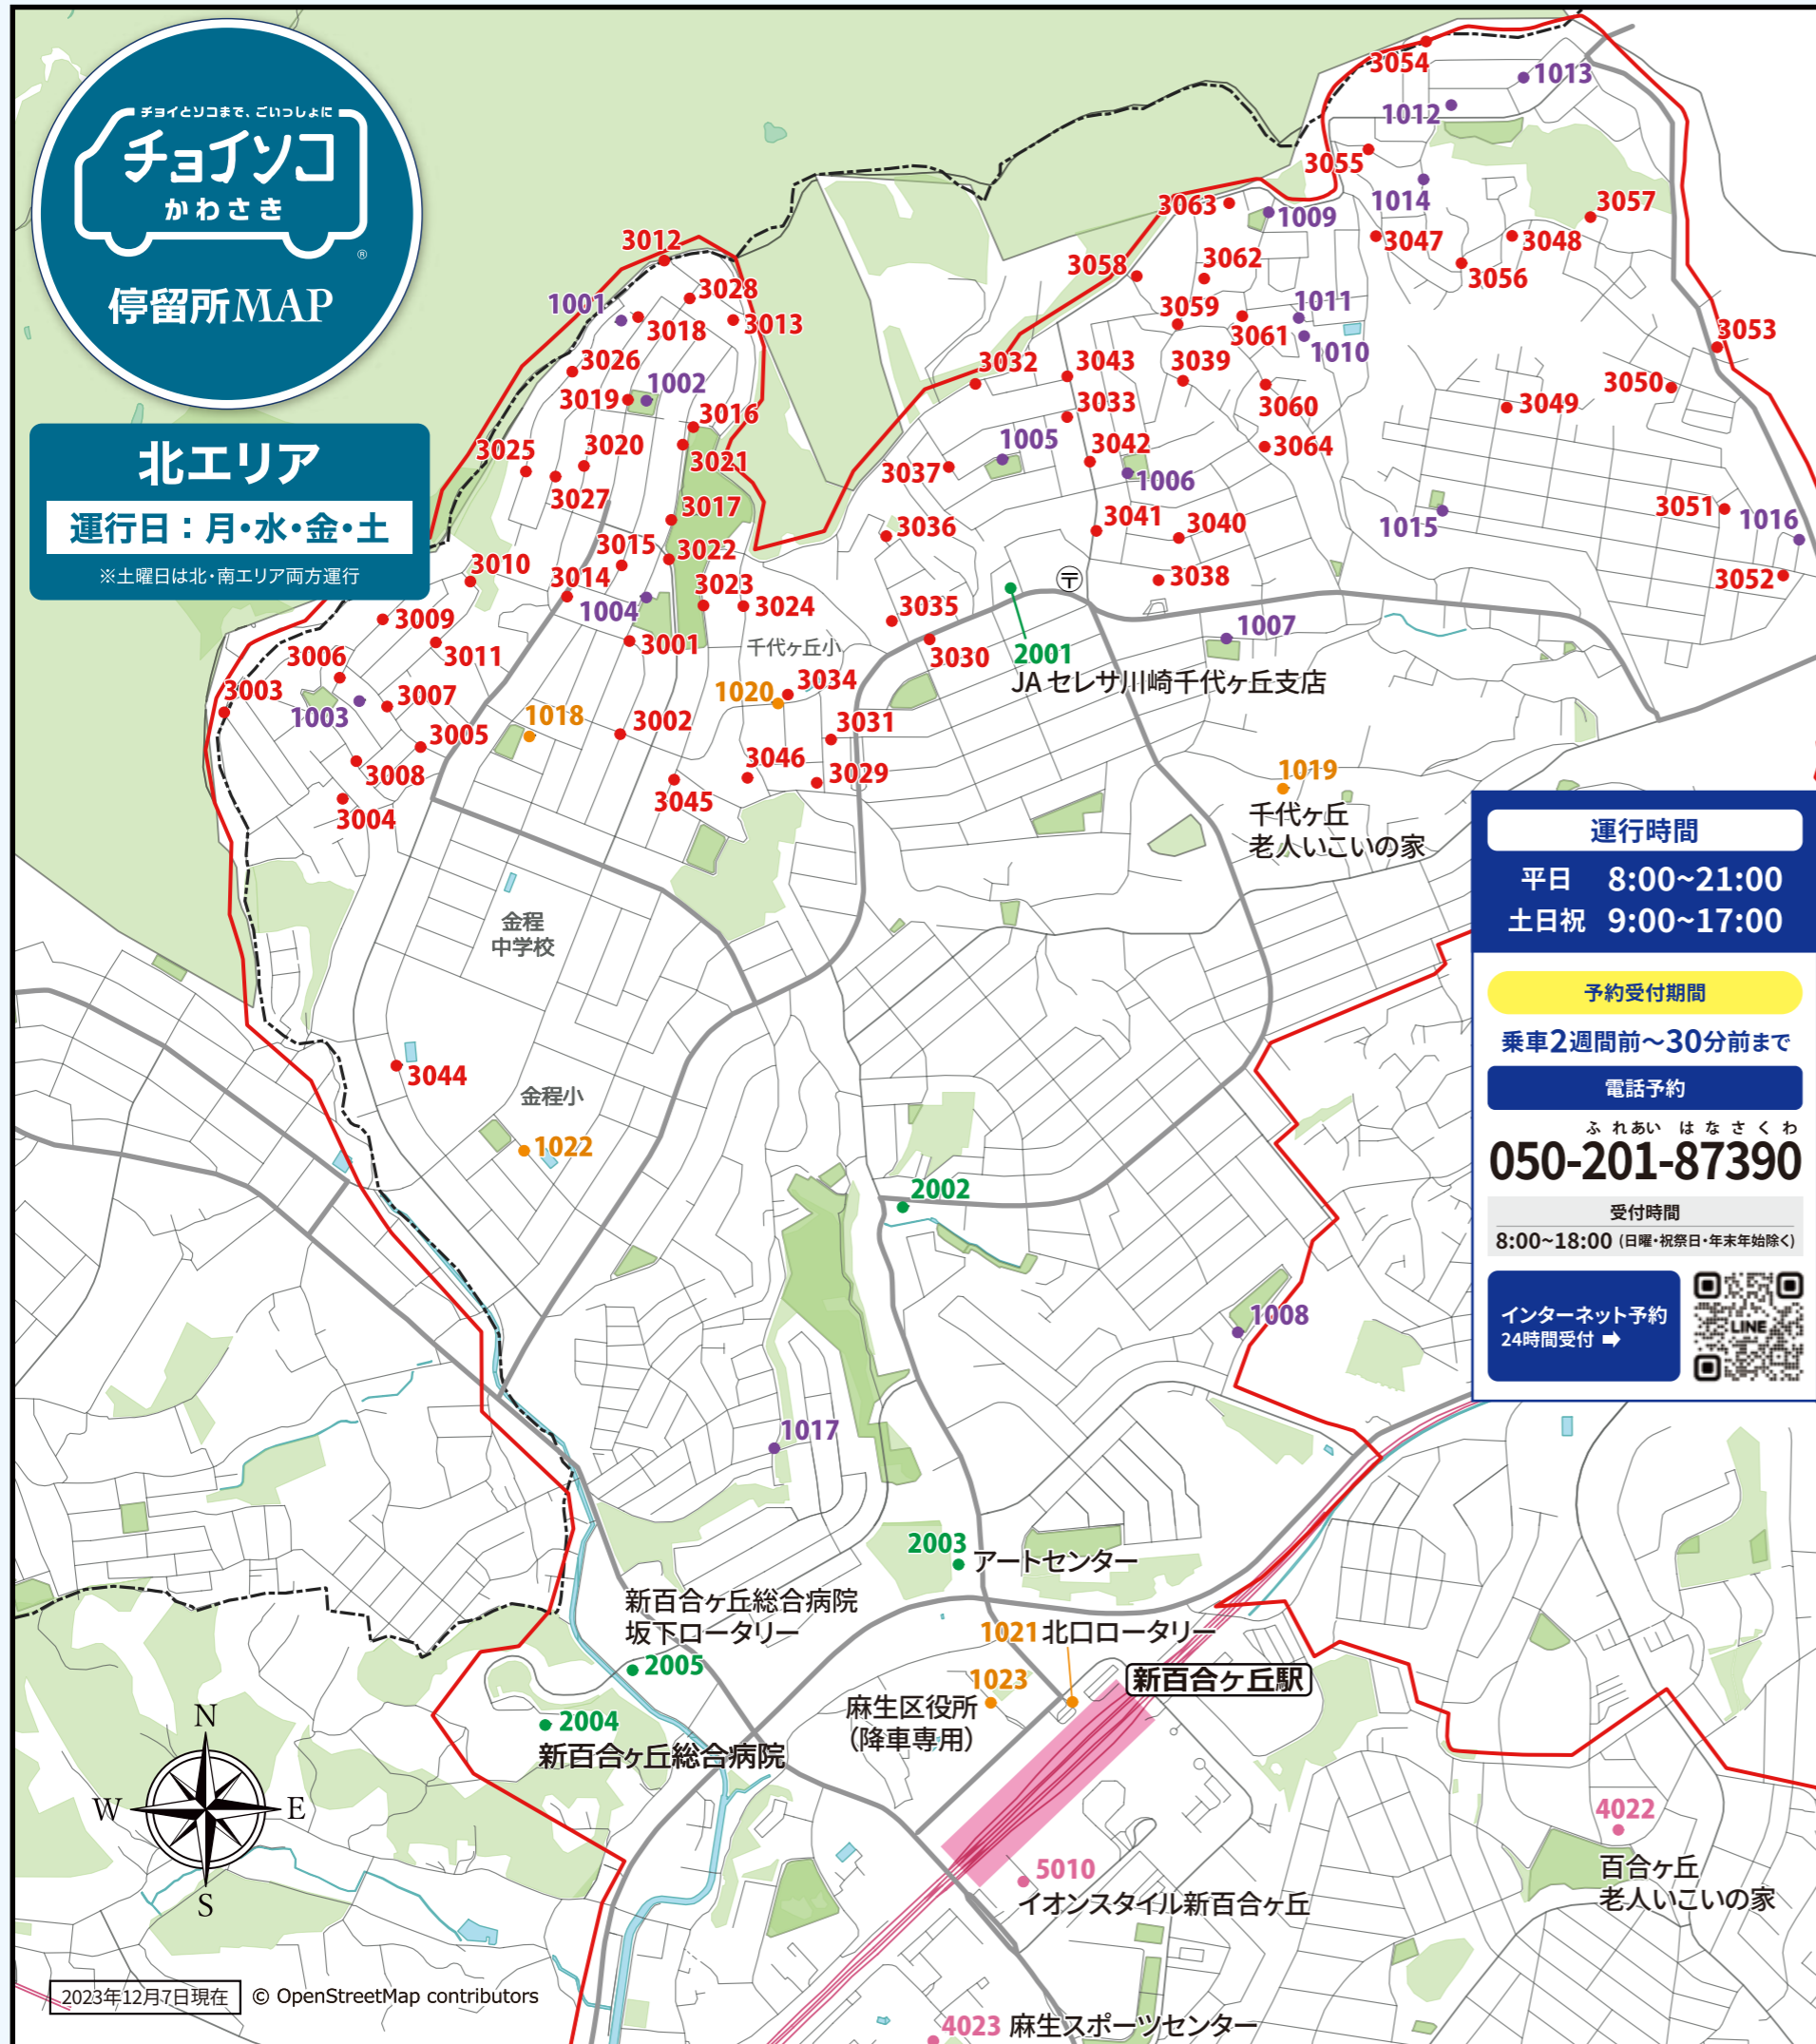 チョイとソコまで、ごいっしょに
チョイソコ
かわさき
®
停留所MAP
北エリア
運行日：月・水・金・土
※土曜日は北・南エリア両方運行
3054
1013
1012
3055
1014
3057
3063
1009
3047
3048
3056
3058
3062
3012
3028
1001
3018
3013
3059
1011
3061
1010
3053
3026
3032
3043
3039
3050
1002
3019
3033
3060
3049
3016
3042
3064
1005
3020
3025
3021
3037
1006
3027
3051
1016
3017
3036
3041
3040
1015
3015
3022
3010
3014
3023
3038
3052
1004
3024
3035
3009
3011
3001
千代ヶ丘小
3030
2001
1007
JA セレサ川崎千代ヶ丘支店
3006
3003
1003
3007
1020
3034
1018
3002
3031
3005
3008
3046
3029
3004
3045
1019
千代ヶ丘
老人いこいの家
金程
中学校
運行時間
平日 8:00~21:00
土日祝 9:00~17:00
予約受付期間
乗車2週間前～30分前まで
電話予約
ふれあい はなさくわ
050-201-87390
受付時間
8:00~18:00 (日曜・祝祭日・年末年始除く)
インターネット予約
24時間受付 ➡
LINE
3044
金程小
1022
2002
1008
1017
2003
アートセンター
新百合ヶ丘総合病院
坂下ロータリー
2005
1021 北口ロータリー
新百合ヶ丘駅
1023
麻生区役所
（降車専用）
2004
新百合ヶ丘総合病院
N
W
E
S
4022
百合ヶ丘
老人いこいの家
5010
イオンスタイル新百合ヶ丘
2023年12月7日現在
© OpenStreetMap contributors
4023 麻生スポーツセンター
〒